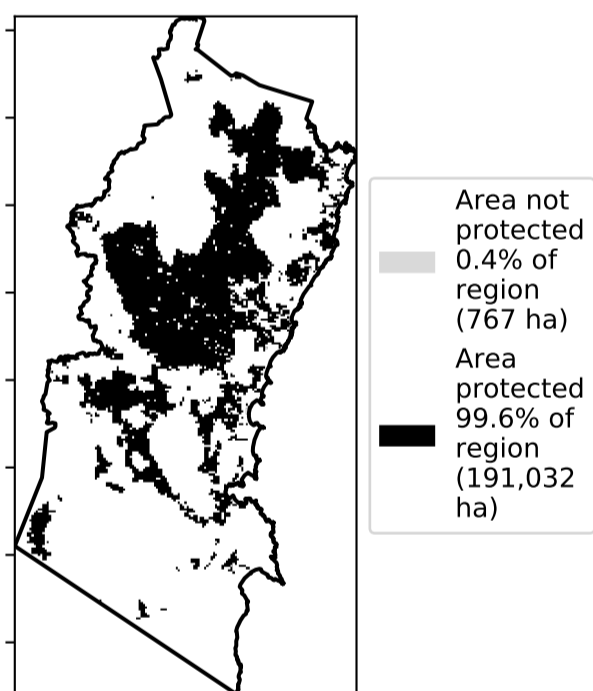 Area not
protected
0.4% of
region
(767 ha)
Area
protected
99.6% of
region
(191,032
ha)